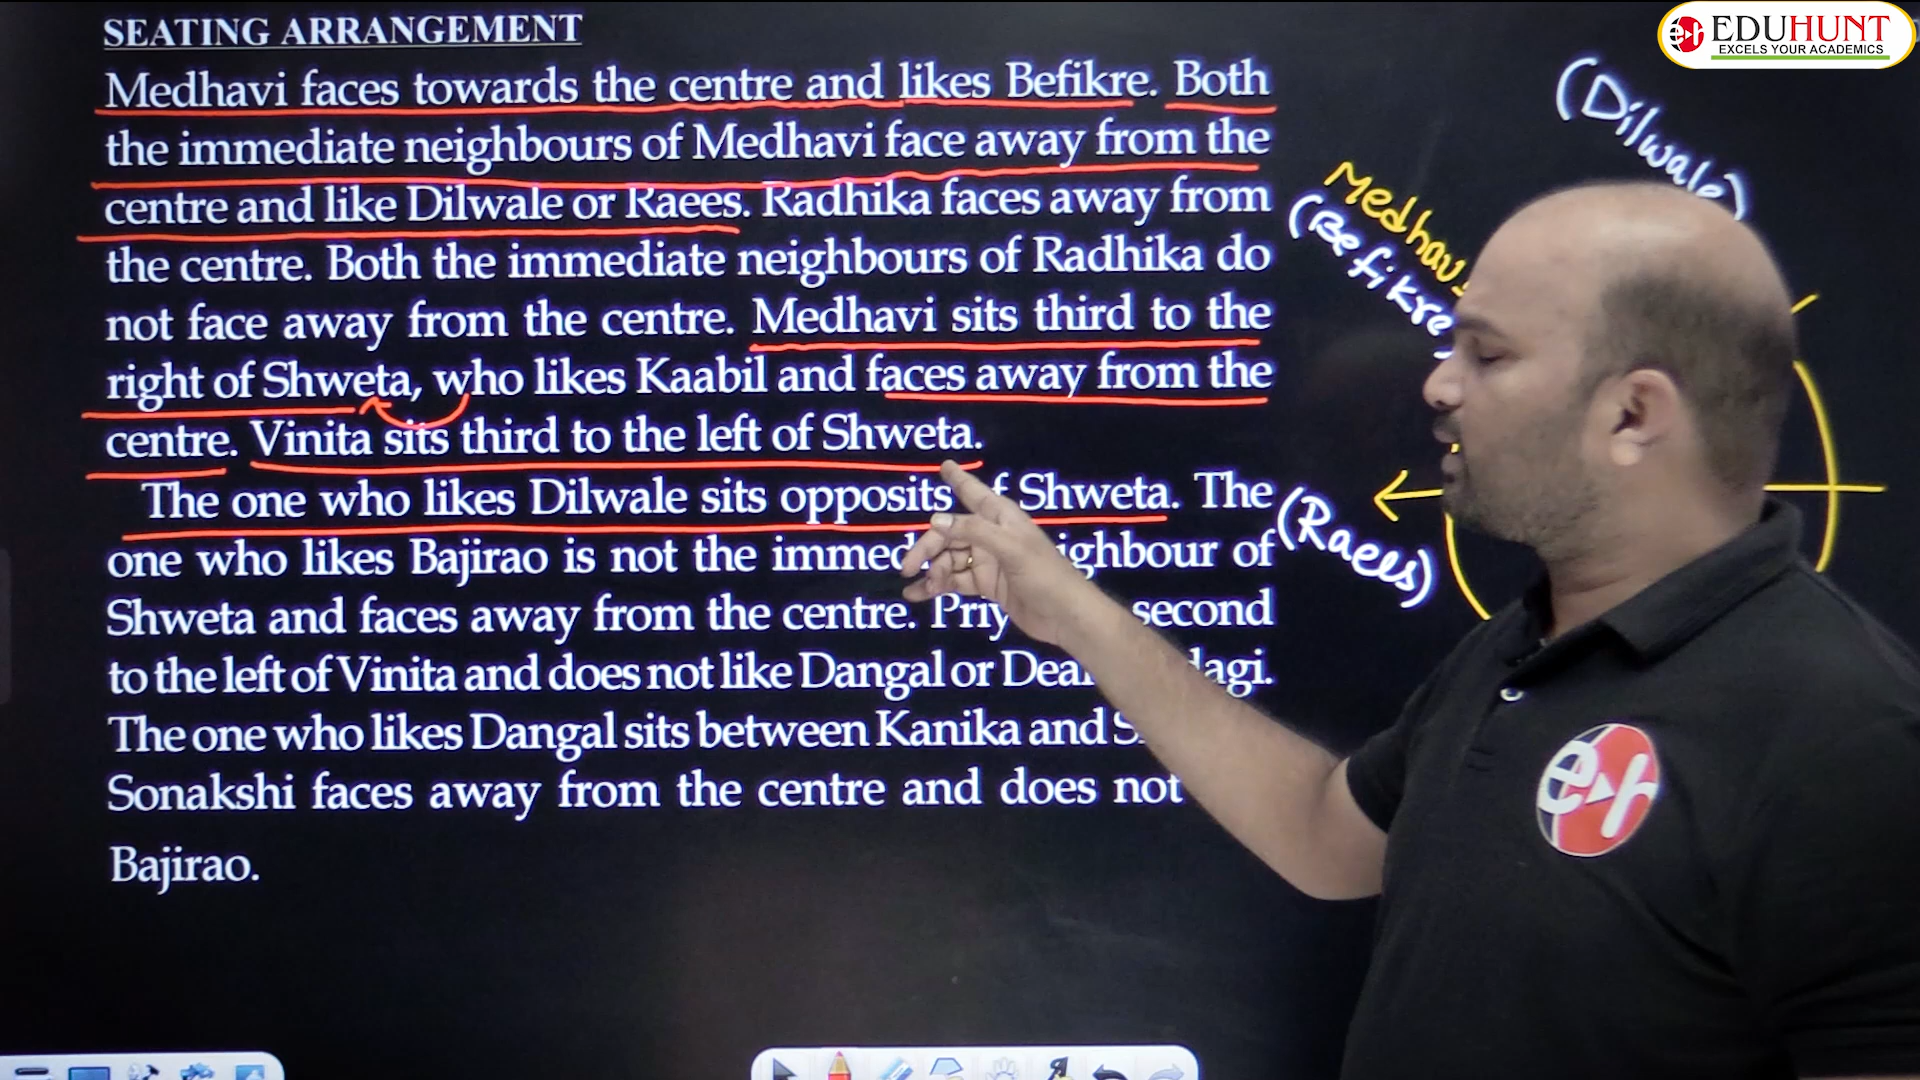 SEATING ARRANGEMENT
Medhavi faces towards the centre and likes Befikre. Both
the immediate neighbours of Medhavi face away from the
centre and like Dilwale or Raees. Radhika faces away from
the centre. Both the immediate neighbours of Radhika do
not face away from the centre. Medhavi sits third to the
right of Shweta, who likes Kaabil and faces away from the
centre. Vinita sits third to the left of Shweta.
The one who likes Dilwale sits opposits of Shweta. The
one who likes Bajirao is not the immed ighbour of
Shweta and faces away from the centre. Priy second
to the left of Vinita and does not like Dangal or Dea dagi.
The one who likes Dangal sits between Kanika and S
Sonakshi faces away from the centre and does not
Bajirao.
EDUHUNT
EXCELS YOUR ACADEMICS
(Dilwale)
Medhav
(Befikre
(Raees)